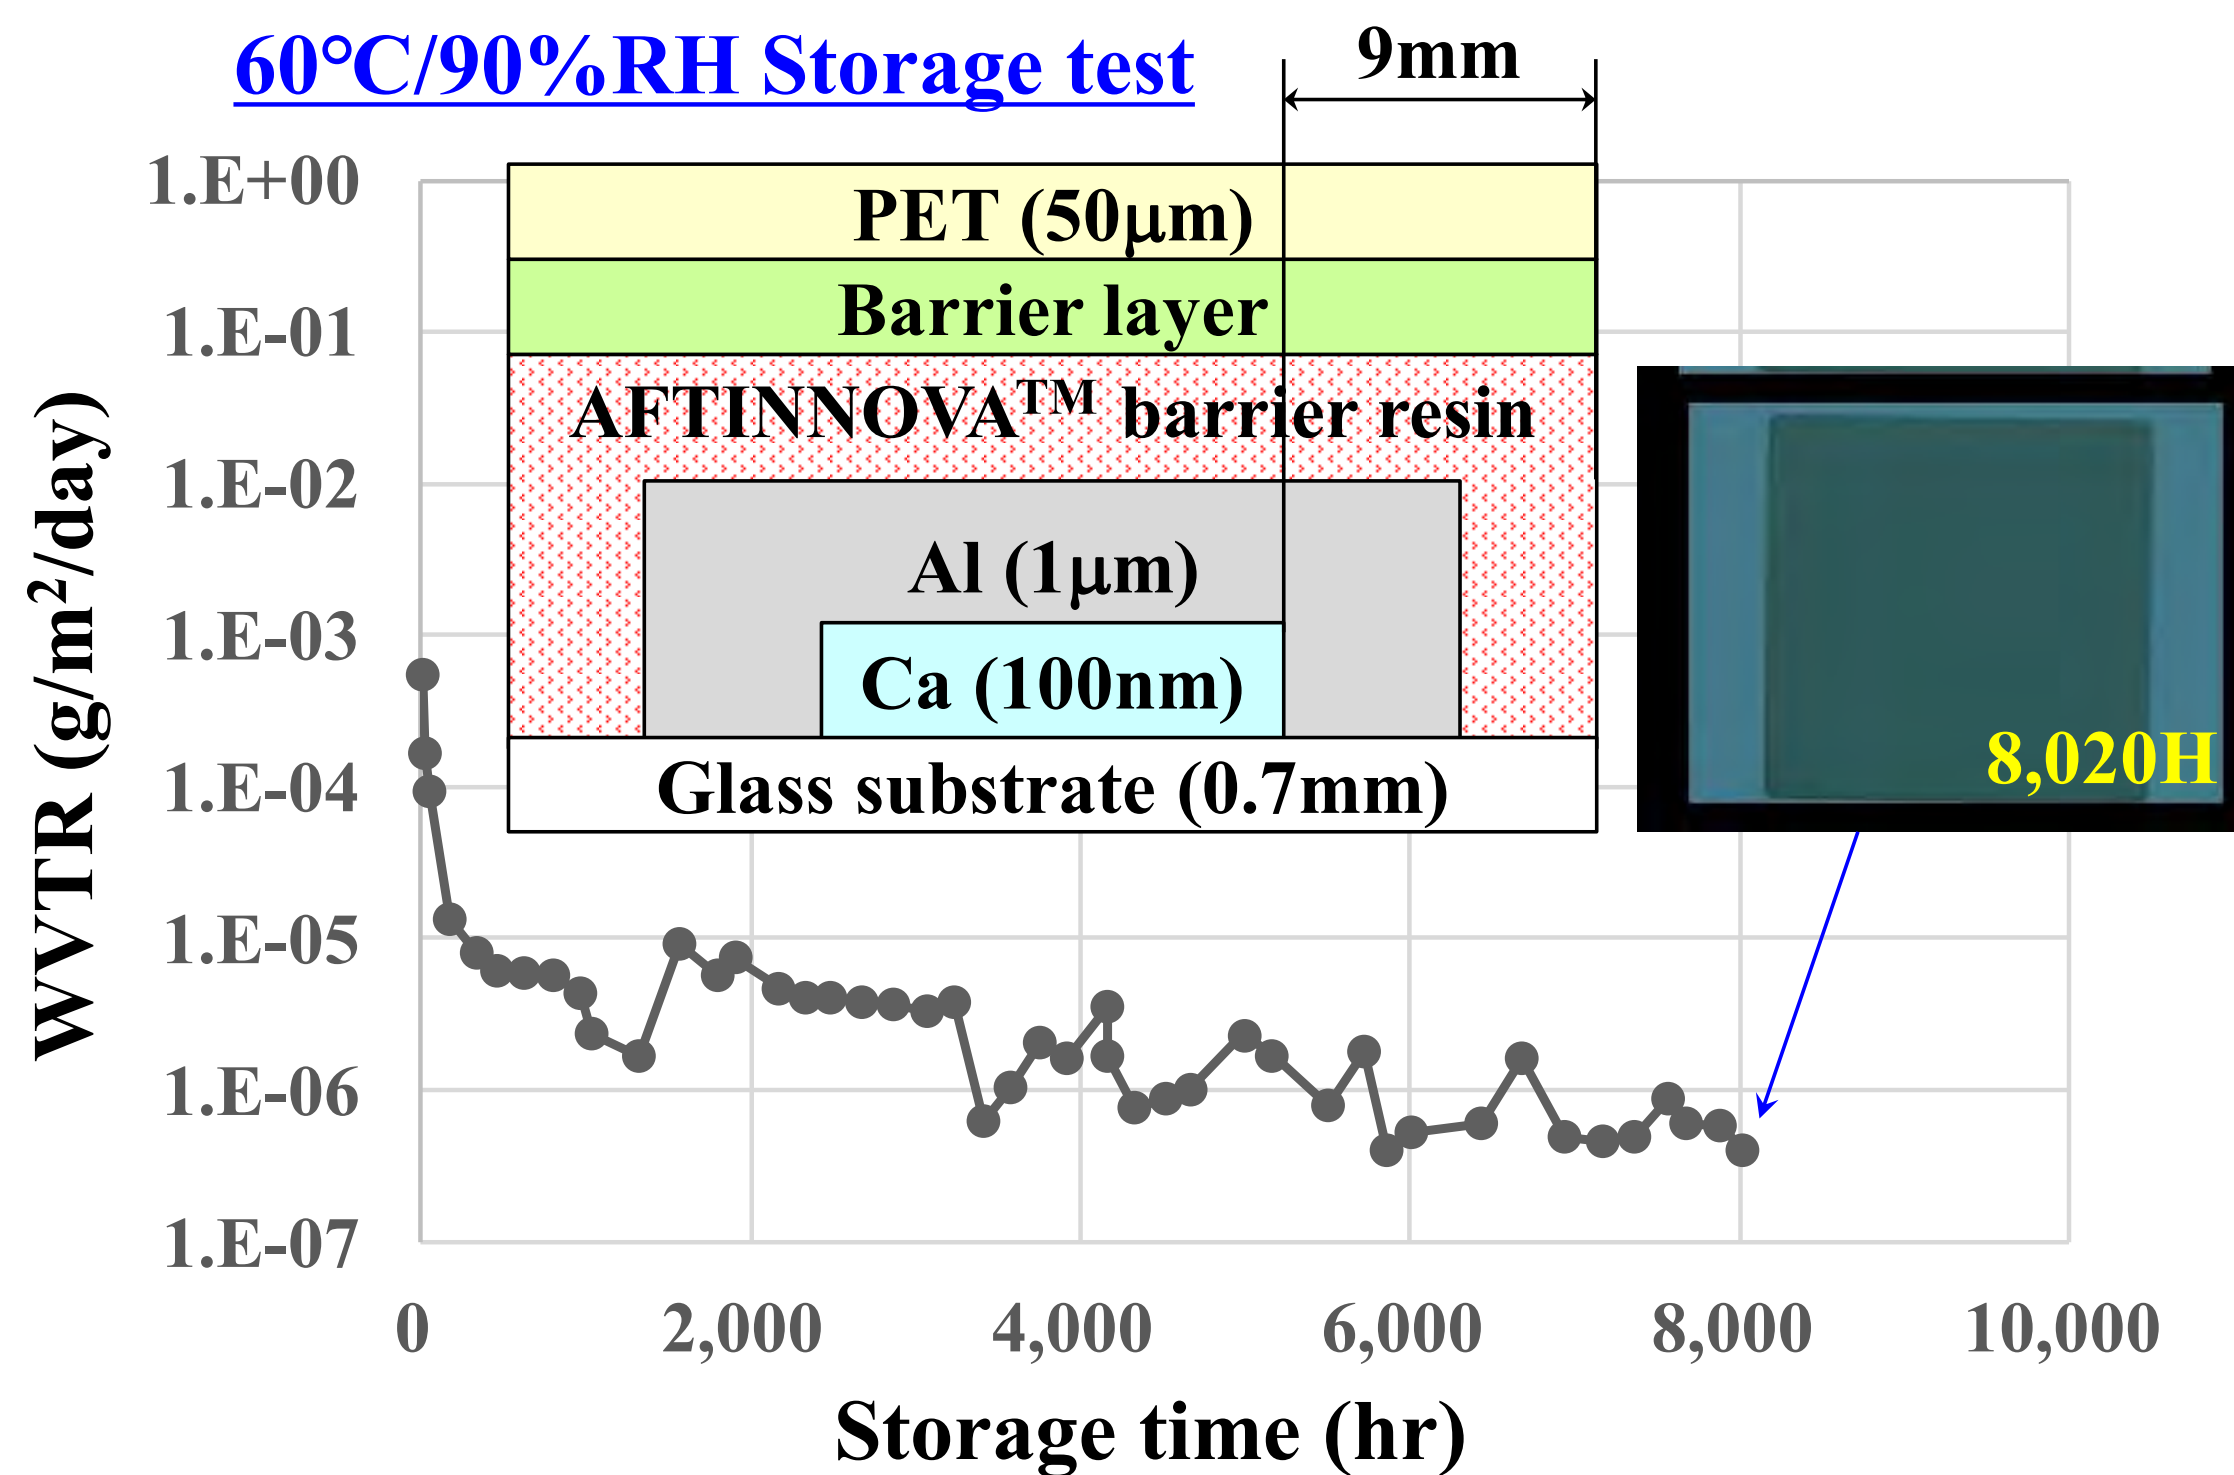 60℃/90%RH Storage test
9mm
1.E+00
1.E-01
1.E-02
1.E-03
1.E-04
1.E-05
1.E-06
1.E-07
WVTR (g/m²/day)
PET (50μm)
Barrier layer
AFTINNOVA™ barrier resin
Al (1μm)
Ca (100nm)
Glass substrate (0.7mm)
8,020H
0
2,000
4,000
6,000
8,000
10,000
Storage time (hr)